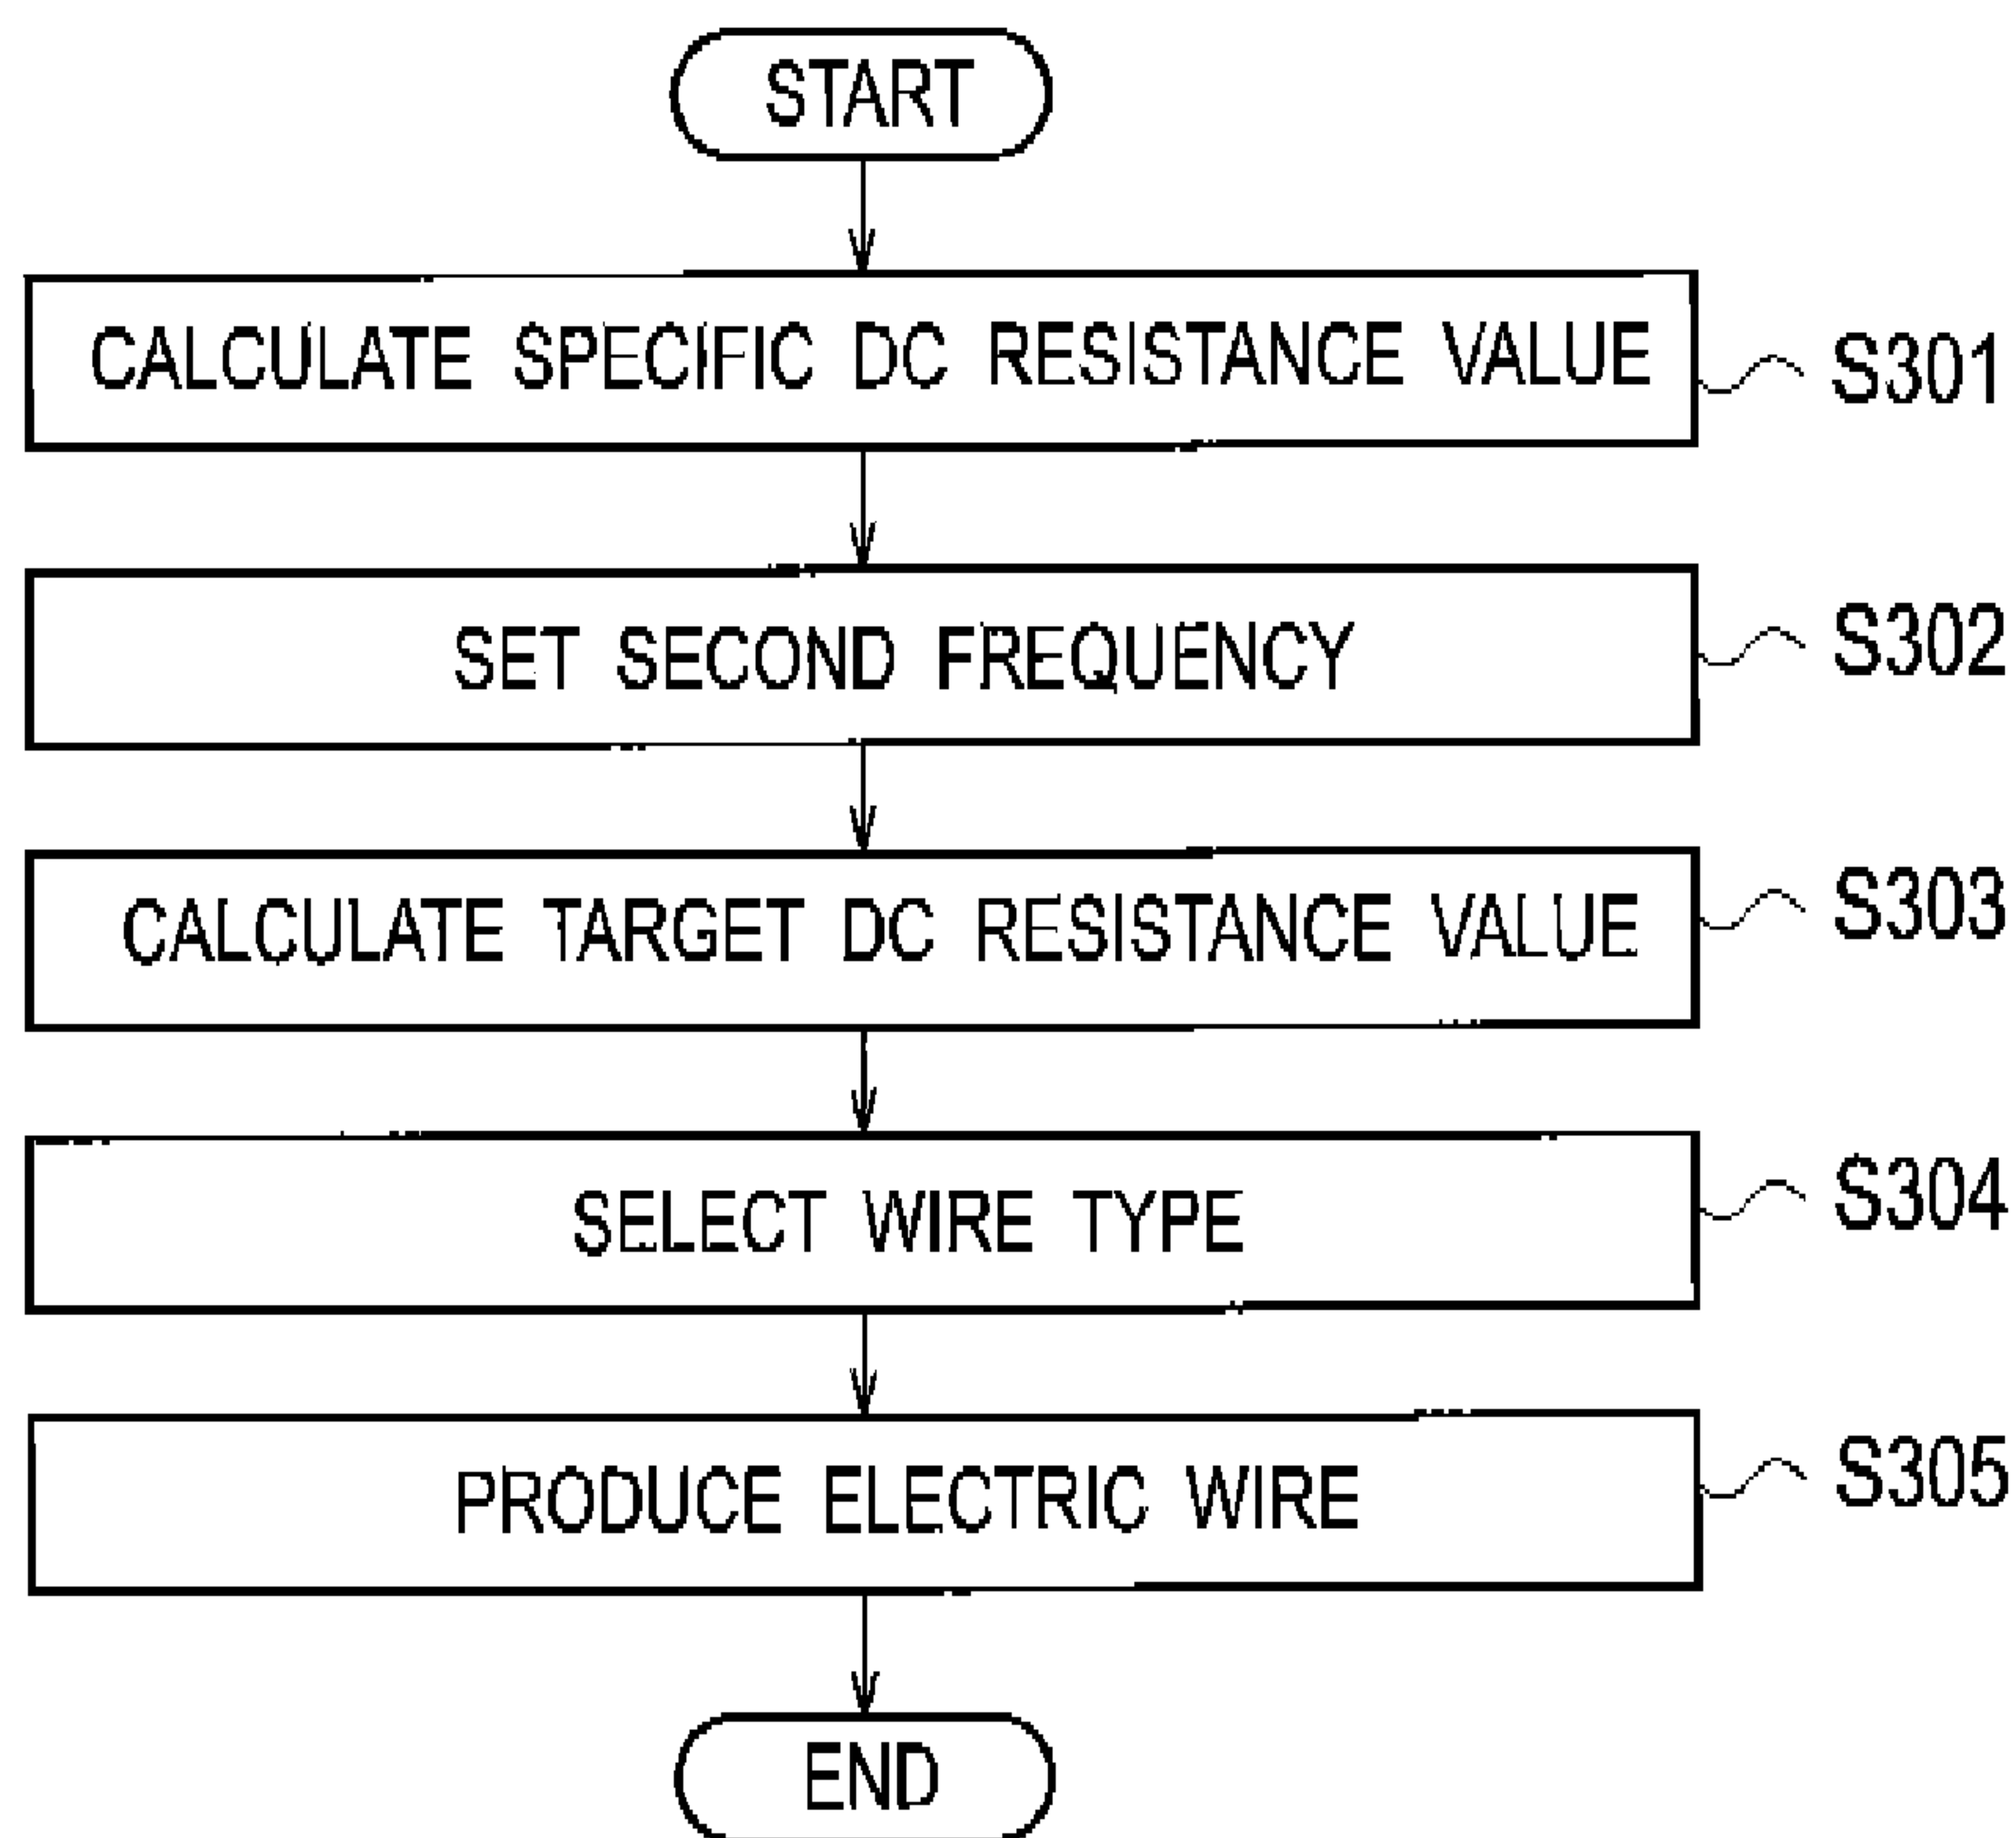 START
CALCULATE SPECIFIC DC RESISTANCE VALUE
S301
SET SECOND FREQUENCY
S302
CALCULATE TARGET DC RESISTANCE VALUE
S303
SELECT WIRE TYPE
S304
PRODUCE ELECTRIC WIRE
S305
END